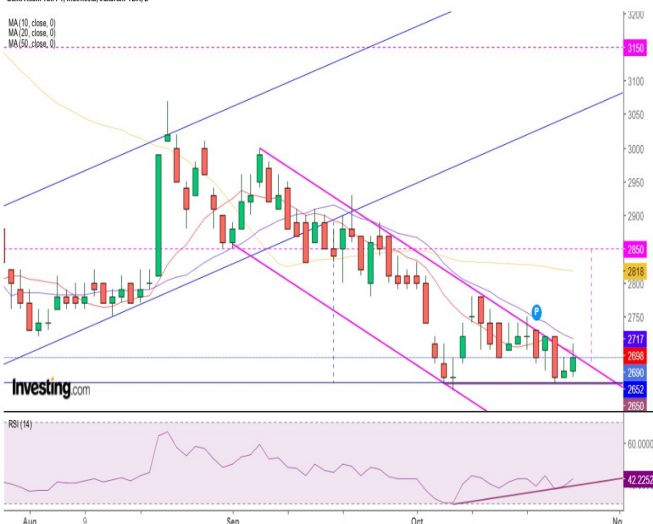 MA (10, close, 0)
MA (20, close, 0)
MA (50, close, 0)
3200
3150
3100
3050
3000
2950
2900
2850
2818
2800
2750
2717
2698
2690
2652
2650
P
Investing.com
RSI (14)
60.0000
42.2252
Aug
9
Sep
Oct